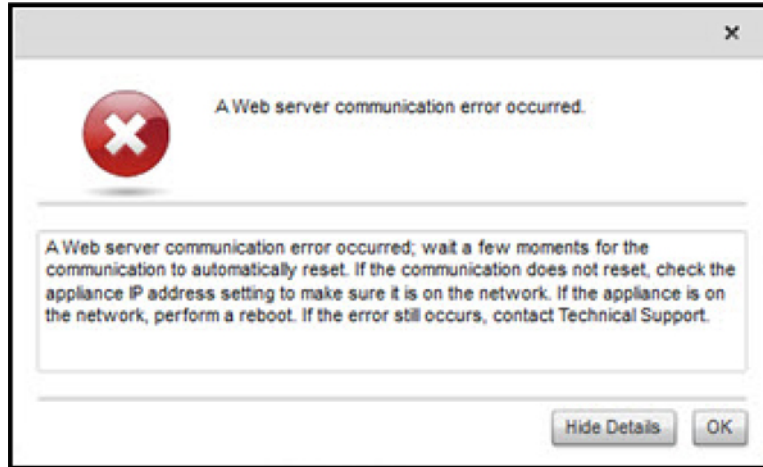 A Web server communication error occurred.
A Web server communication error occurred; wait a few moments for the
communication to automatically reset. If the communication does not reset, check the
appliance IP address setting to make sure it is on the network. If the appliance is on
the network, perform a reboot. If the error still occurs, contact Technical Support.
Hide Details OK